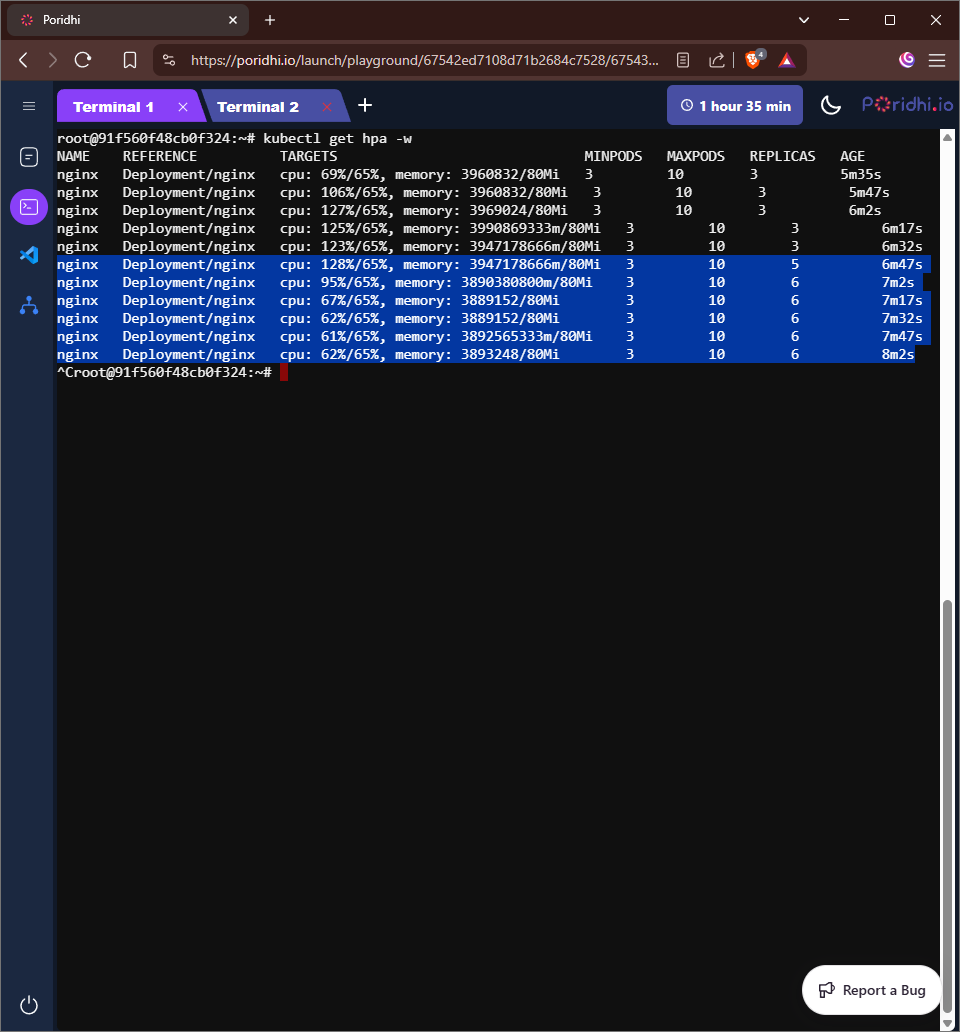 Poridhi
https://poridhi.io/launch/playground/67542ed7108d71b2684c7528/67543...
4
Terminal 1
Terminal 2
1 hour 35 min
Poridhi.io
root@91f560f48cb0f324:~# kubectl get hpa -w
NAME REFERENCE TARGETS MINPODS MAXPODS REPLICAS AGE
nginx Deployment/nginx cpu: 69%/65%, memory: 3960832/80Mi 3 10 3 5m35s
nginx Deployment/nginx cpu: 106%/65%, memory: 3960832/80Mi 3 10 3 5m47s
nginx Deployment/nginx cpu: 127%/65%, memory: 3969024/80Mi 3 10 3 6m2s
nginx Deployment/nginx cpu: 125%/65%, memory: 3990869333m/80Mi 3 10 3 6m17s
nginx Deployment/nginx cpu: 123%/65%, memory: 3947178666m/80Mi 3 10 3 6m32s
nginx Deployment/nginx cpu: 128%/65%, memory: 3947178666m/80Mi 3 10 5 6m47s
nginx Deployment/nginx cpu: 95%/65%, memory: 3890380800m/80Mi 3 10 6 7m2s
nginx Deployment/nginx cpu: 67%/65%, memory: 3889152/80Mi 3 10 6 7m17s
nginx Deployment/nginx cpu: 62%/65%, memory: 3889152/80Mi 3 10 6 7m32s
nginx Deployment/nginx cpu: 61%/65%, memory: 3892565333m/80Mi 3 10 6 7m47s
nginx Deployment/nginx cpu: 62%/65%, memory: 3893248/80Mi 3 10 6 8m2s
^Croot@91f560f48cb0f324:~#
Report a Bug